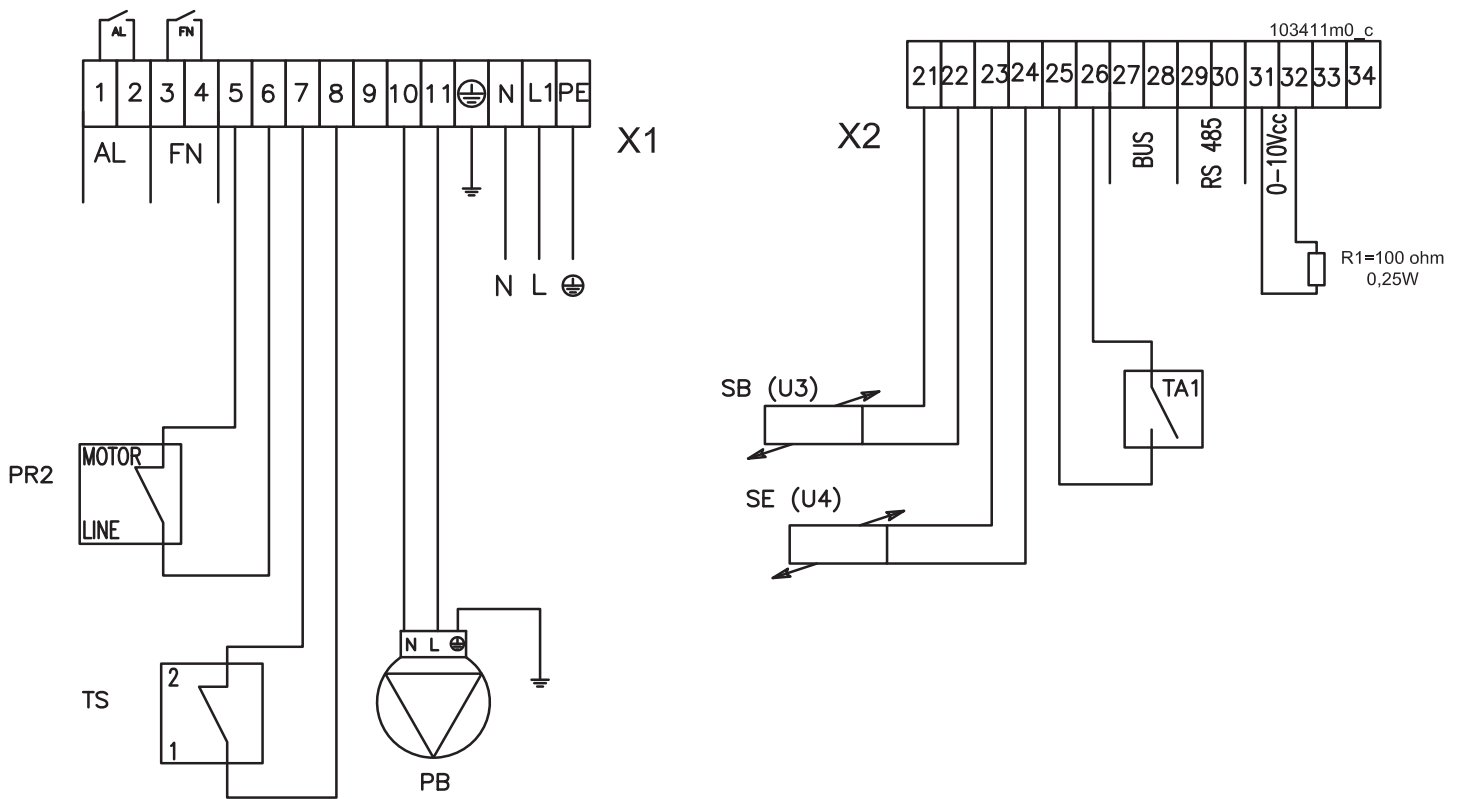 AL
FN
1 2 3 4 5 6 7 8 9 10 11 N L1 PE
X1
AL
FN
N L
PR2
MOTOR
LINE
TS
2
1
N L
PB
103411m0_c
21 22 23 24 25 26 27 28 29 30 31 32 33 34
X2
BUS
RS 485
0-10Vcc
R1=100 ohm
0,25W
SB (U3)
TA1
SE (U4)